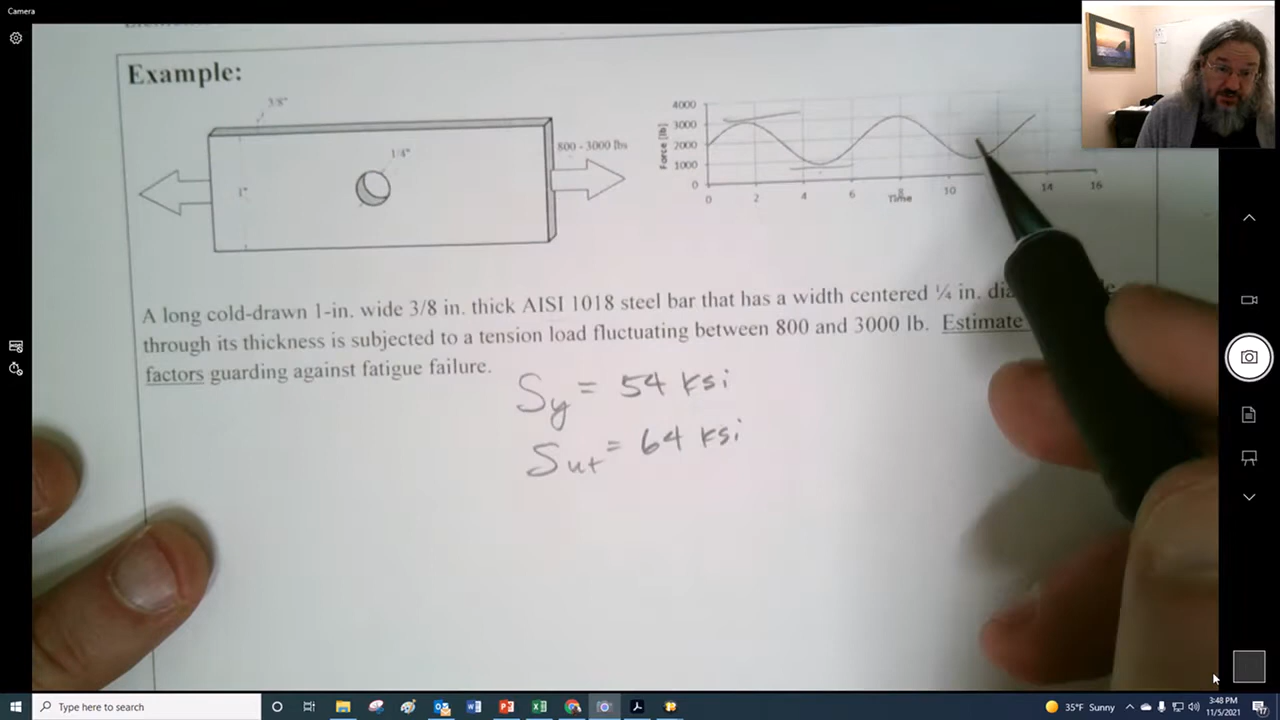 Camera
Example:
3/8"
1/4"
1"
800 - 3000 lbs
Force [lb]
4000
3000
2000
1000
0
0 2 4 6 8 10 14 16
Time
A long cold-drawn 1-in. wide 3/8 in. thick AISI 1018 steel bar that has a width centered ¼ in.
through its thickness is subjected to a tension load fluctuating between 800 and 3000 lb. Estimate
factors guarding against fatigue failure.
Sy = 54 ksi
Sut = 64 ksi
Type here to search
35°F Sunny
3:48 PM
11/5/2021
17